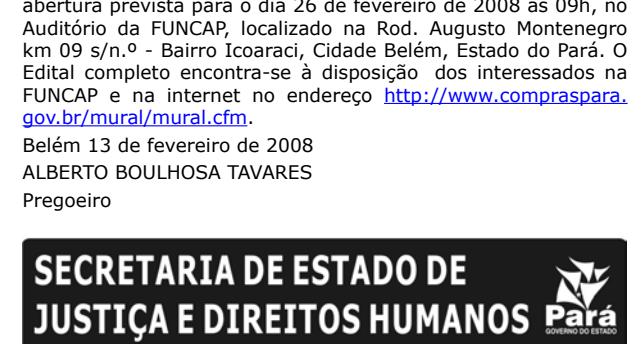 abertura prevista para o dia 26 de fevereiro de 2008 às 09h, no
Auditório da FUNCAP, localizado na Rod. Augusto Montenegro
km 09 s/n.º - Bairro Icoaraci, Cidade Belém, Estado do Pará. O
Edital completo encontra-se à disposição dos interessados na
FUNCAP e na internet no endereço http://www.compraspara.
gov.br/mural/mural.cfm.
Belém 13 de fevereiro de 2008
ALBERTO BOULHOSA TAVARES
Pregoeiro
SECRETARIA DE ESTADO DE
JUSTIÇA E DIREITOS HUMANOS
Pará
GOVERNO DO ESTADO